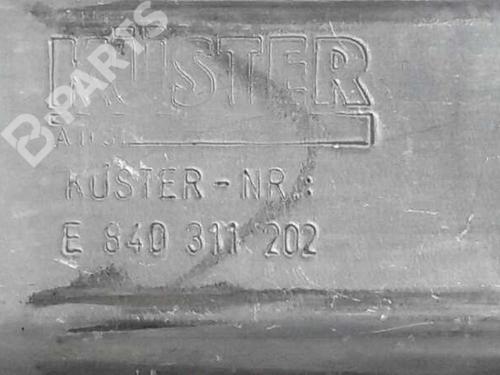 KÜSTER
KÜSTER-NR.:
E 840 311 202
B-PARTS